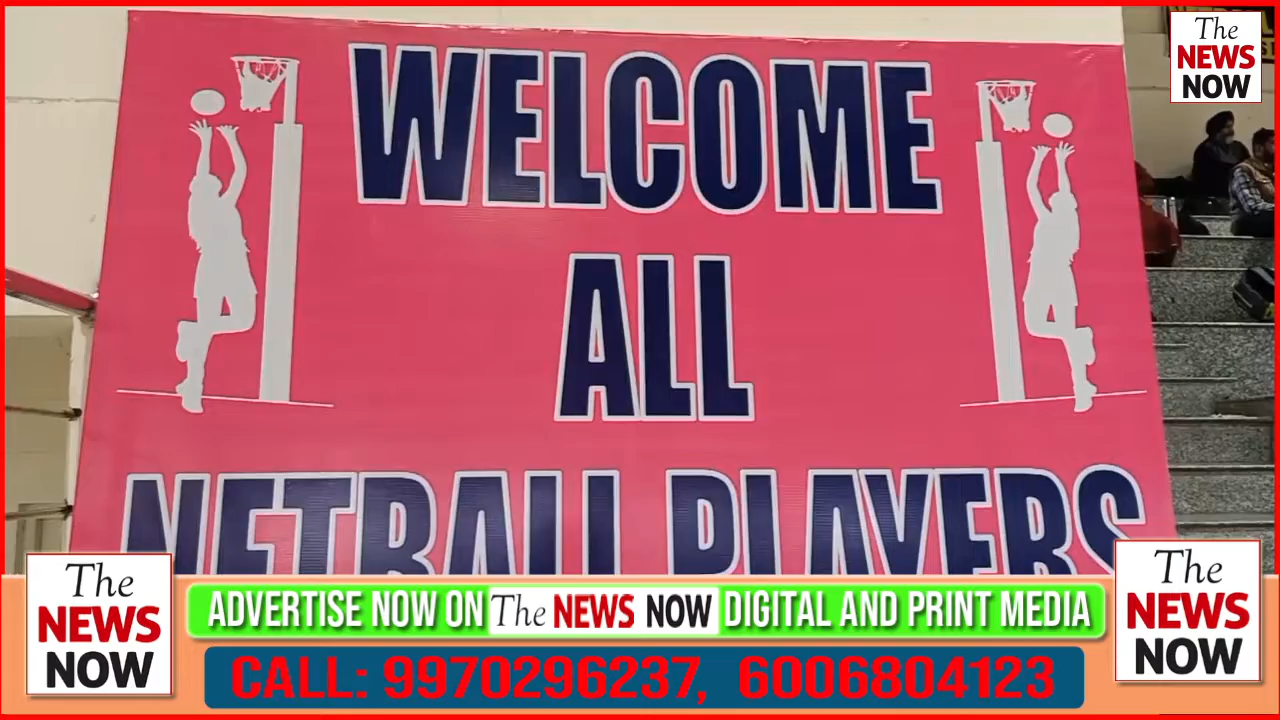 WELCOME
ALL
NETBALL PLAYERS
The
NEWS
NOW
The
NEWS
NOW
ADVERTISE NOW ON The NEWS NOW DIGITAL AND PRINT MEDIA
CALL: 9970296237, 6006804123
The
NEWS
NOW